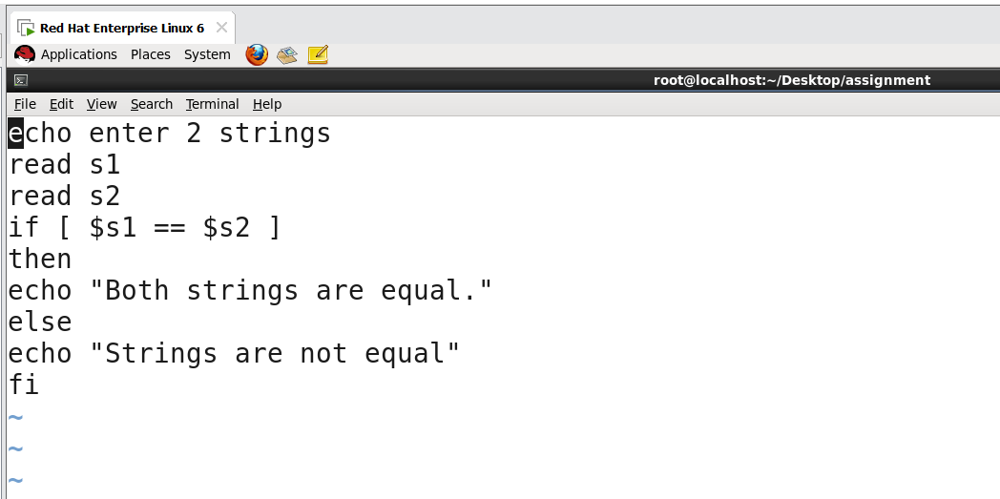 Red Hat Enterprise Linux 6
Applications Places System
root@localhost:~/Desktop/assignment
File Edit View Search Terminal Help
echo enter 2 strings
read s1
read s2
if [ $s1 == $s2 ]
then
echo "Both strings are equal."
else
echo "Strings are not equal"
fi
~
~
~